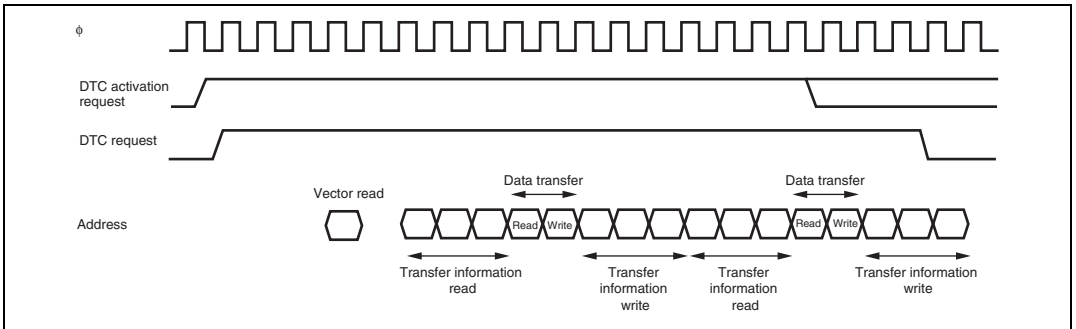 ϕ
DTC activation
request
DTC request
Data transfer
Data transfer
Vector read
Address
Read
Write
Read
Write
Transfer information
read
Transfer
information
write
Transfer
information
read
Transfer information
write